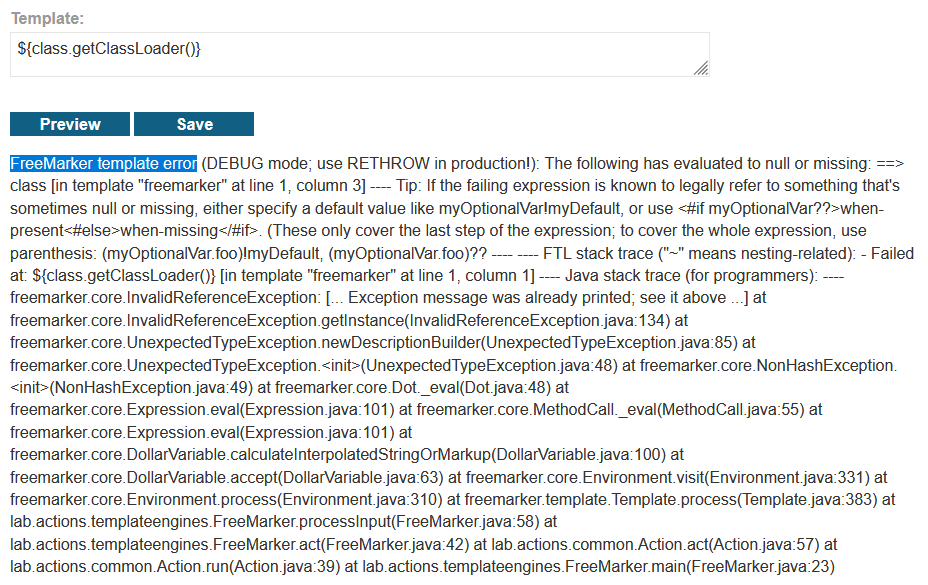 Template:
${class.getClassLoader()}
Preview Save
FreeMarker template error (DEBUG mode; use RETHROW in production!): The following has evaluated to null or missing: ==>
class [in template "freemarker" at line 1, column 3] ---- Tip: If the failing expression is known to legally refer to something that's
sometimes null or missing, either specify a default value like myOptionalVar!myDefault, or use <#if myOptionalVar??>when-
present<#else>when-missing</#if>. (These only cover the last step of the expression; to cover the whole expression, use
parenthesis: (myOptionalVar.foo)!myDefault, (myOptionalVar.foo)?? ---- ---- FTL stack trace ("~" means nesting-related): - Failed
at: ${class.getClassLoader()} [in template "freemarker" at line 1, column 1] ---- Java stack trace (for programmers): ----
freemarker.core.InvalidReferenceException: [... Exception message was already printed; see it above ...] at
freemarker.core.InvalidReferenceException.getInstance(InvalidReferenceException.java:134) at
freemarker.core.UnexpectedTypeException.newDescriptionBuilder(UnexpectedTypeException.java:85) at
freemarker.core.UnexpectedTypeException.<init>(UnexpectedTypeException.java:48) at freemarker.core.NonHashException.
<init>(NonHashException.java:49) at freemarker.core.Dot._eval(Dot.java:48) at
freemarker.core.Expression.eval(Expression.java:101) at freemarker.core.MethodCall._eval(MethodCall.java:55) at
freemarker.core.Expression.eval(Expression.java:101) at
freemarker.core.DollarVariable.calculateInterpolatedStringOrMarkup(DollarVariable.java:100) at
freemarker.core.DollarVariable.accept(DollarVariable.java:63) at freemarker.core.Environment.visit(Environment.java:331) at
freemarker.core.Environment.process(Environment.java:310) at freemarker.template.Template.process(Template.java:383) at
lab.actions.templateengines.FreeMarker.processInput(FreeMarker.java:58) at
lab.actions.templateengines.FreeMarker.act(FreeMarker.java:42) at lab.actions.common.Action.act(Action.java:57) at
lab.actions.common.Action.run(Action.java:39) at lab.actions.templateengines.FreeMarker.main(FreeMarker.java:23)